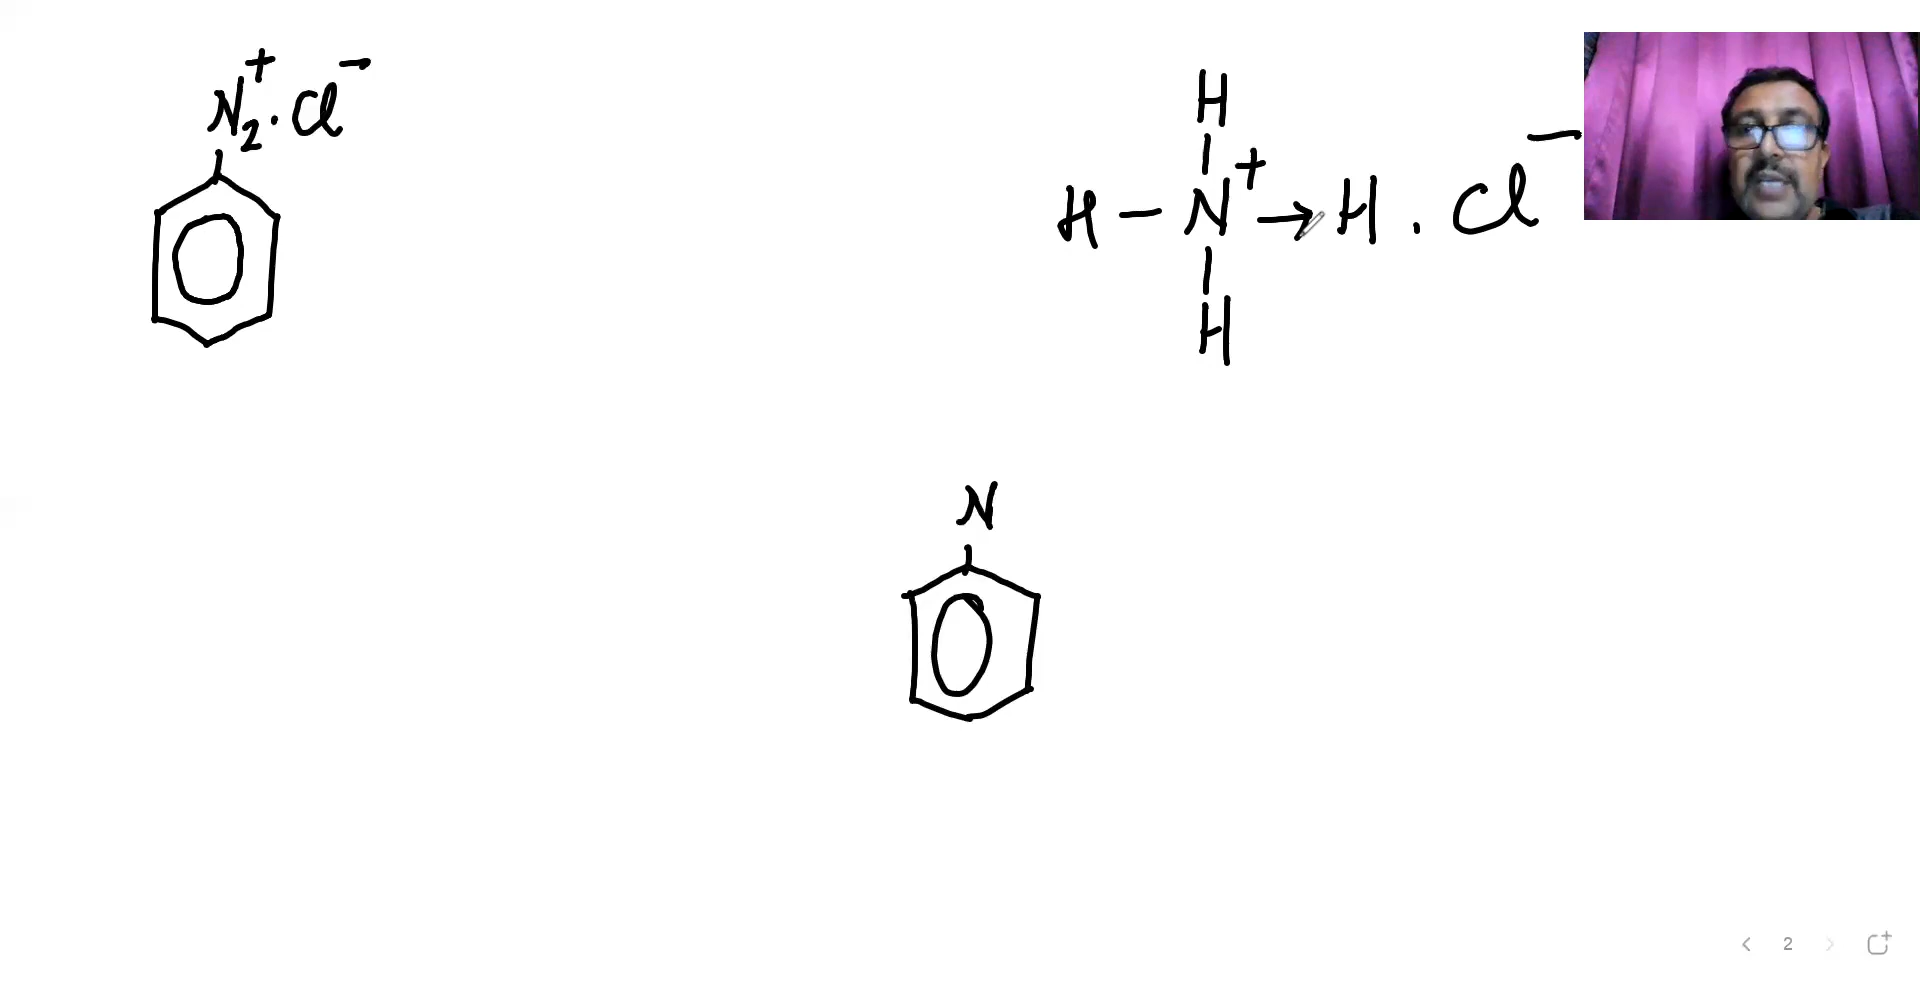 N₂⁺·Cl⁻
H
H–N⁺→H . Cl⁻
H
N
2